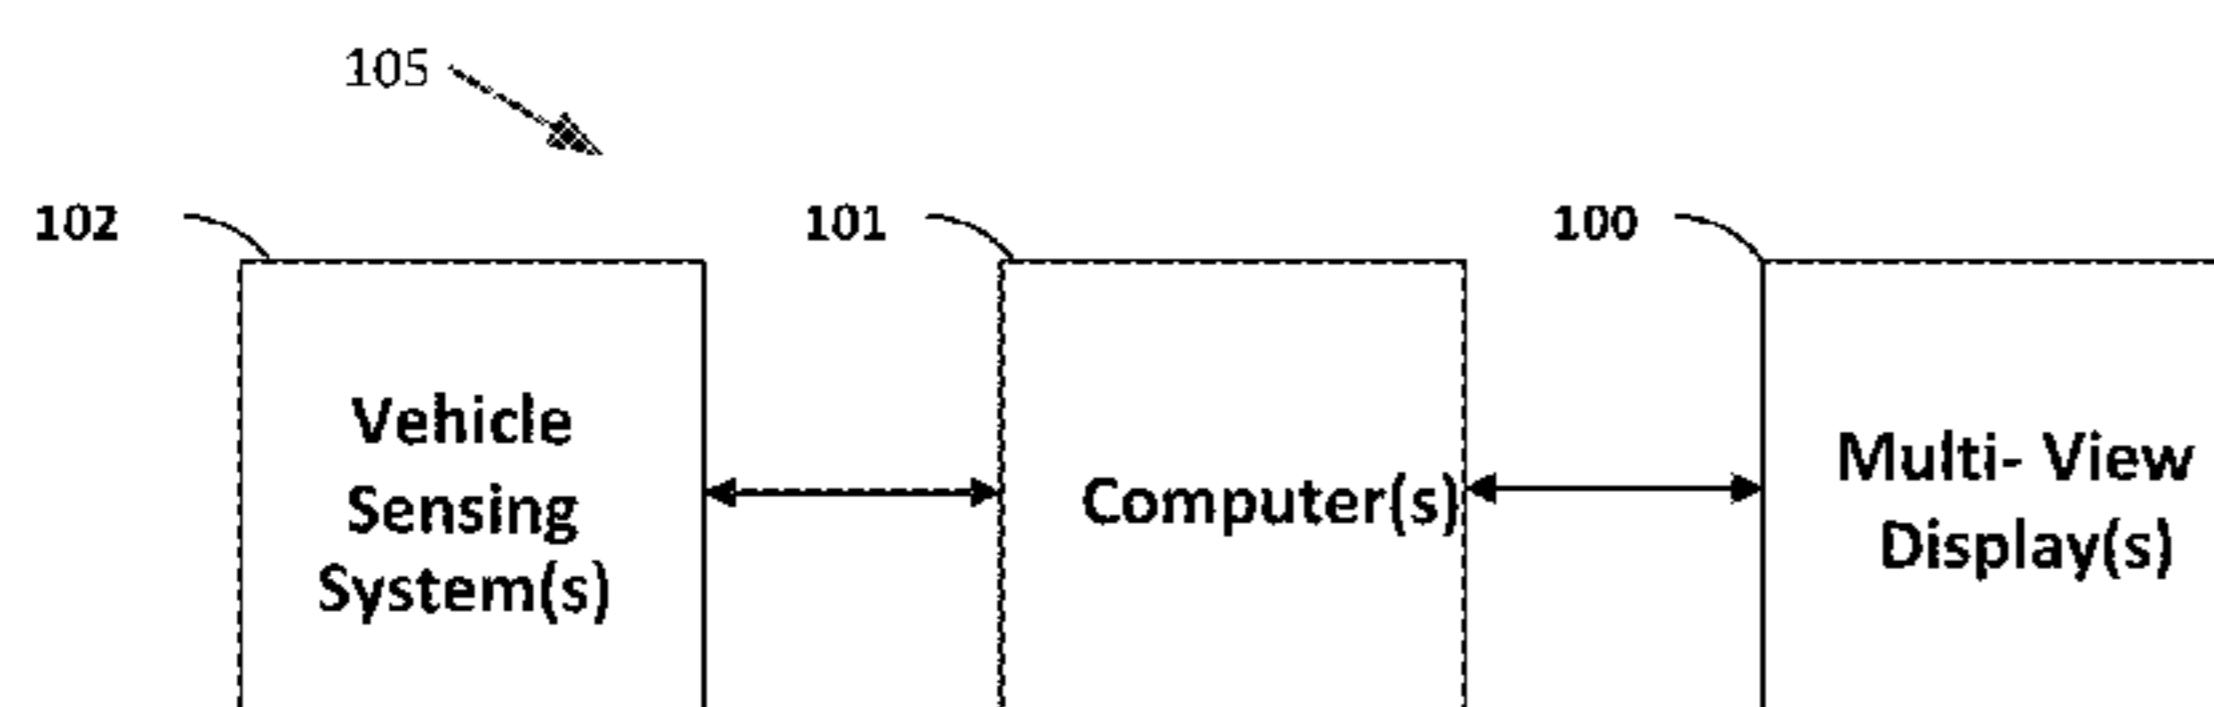 105
102
101
100
Vehicle
Sensing
System(s)
Computer(s)
Multi- View
Display(s)